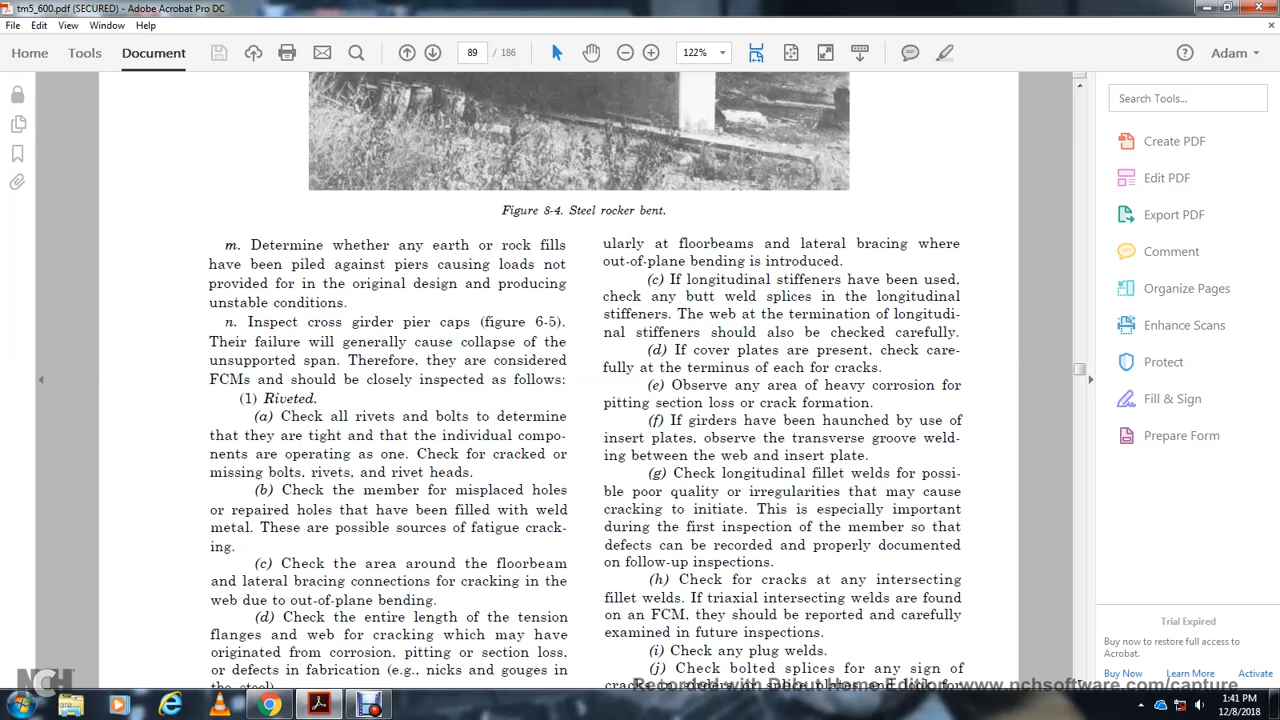 tm5_600.pdf (SECURED) - Adobe Acrobat Pro DC
File Edit View Window Help
Home Tools Document 89 / 186 122% Adam
Search Tools...
Create PDF
Edit PDF
Export PDF
Comment
Organize Pages
Enhance Scans
Protect
Fill & Sign
Prepare Form
Trial Expired
Buy now to restore full access to
Acrobat.
Buy Now Learn More Activate
Figure 8-4. Steel rocker bent.
m. Determine whether any earth or rock fills
have been piled against piers causing loads not
provided for in the original design and producing
unstable conditions.
n. Inspect cross girder pier caps (figure 6-5).
Their failure will generally cause collapse of the
unsupported span. Therefore, they are considered
FCMs and should be closely inspected as follows:
(1) Riveted.
(a) Check all rivets and bolts to determine
that they are tight and that the individual compo-
nents are operating as one. Check for cracked or
missing bolts, rivets, and rivet heads.
(b) Check the member for misplaced holes
or repaired holes that have been filled with weld
metal. These are possible sources of fatigue crack-
ing.
(c) Check the area around the floorbeam
and lateral bracing connections for cracking in the
web due to out-of-plane bending.
(d) Check the entire length of the tension
flanges and web for cracking which may have
originated from corrosion, pitting or section loss,
or defects in fabrication (e.g., nicks and gouges in
the steel).
ularly at floorbeams and lateral bracing where
out-of-plane bending is introduced.
(c) If longitudinal stiffeners have been used,
check any butt weld splices in the longitudinal
stiffeners. The web at the termination of longitudi-
nal stiffeners should also be checked carefully.
(d) If cover plates are present, check care-
fully at the terminus of each for cracks.
(e) Observe any area of heavy corrosion for
pitting section loss or crack formation.
(f) If girders have been haunched by use of
insert plates, observe the transverse groove weld-
ing between the web and insert plate.
(g) Check longitudinal fillet welds for possi-
ble poor quality or irregularities that may cause
cracking to initiate. This is especially important
during the first inspection of the member so that
defects can be recorded and properly documented
on follow-up inspections.
(h) Check for cracks at any intersecting
fillet welds. If triaxial intersecting welds are found
on an FCM, they should be reported and carefully
examined in future inspections.
(i) Check any plug welds.
(j) Check bolted splices for any sign of
NCH
Recorded with Debut Home Edition www.nchsoftware.com/capture
1:41 PM
12/8/2018